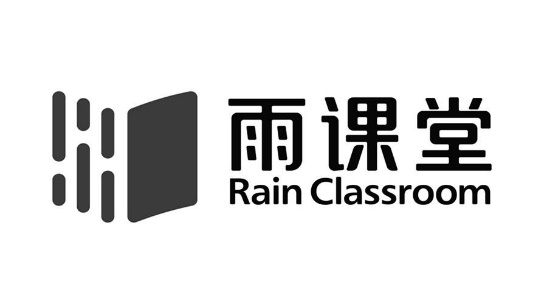 雨课堂
Rain Classroom